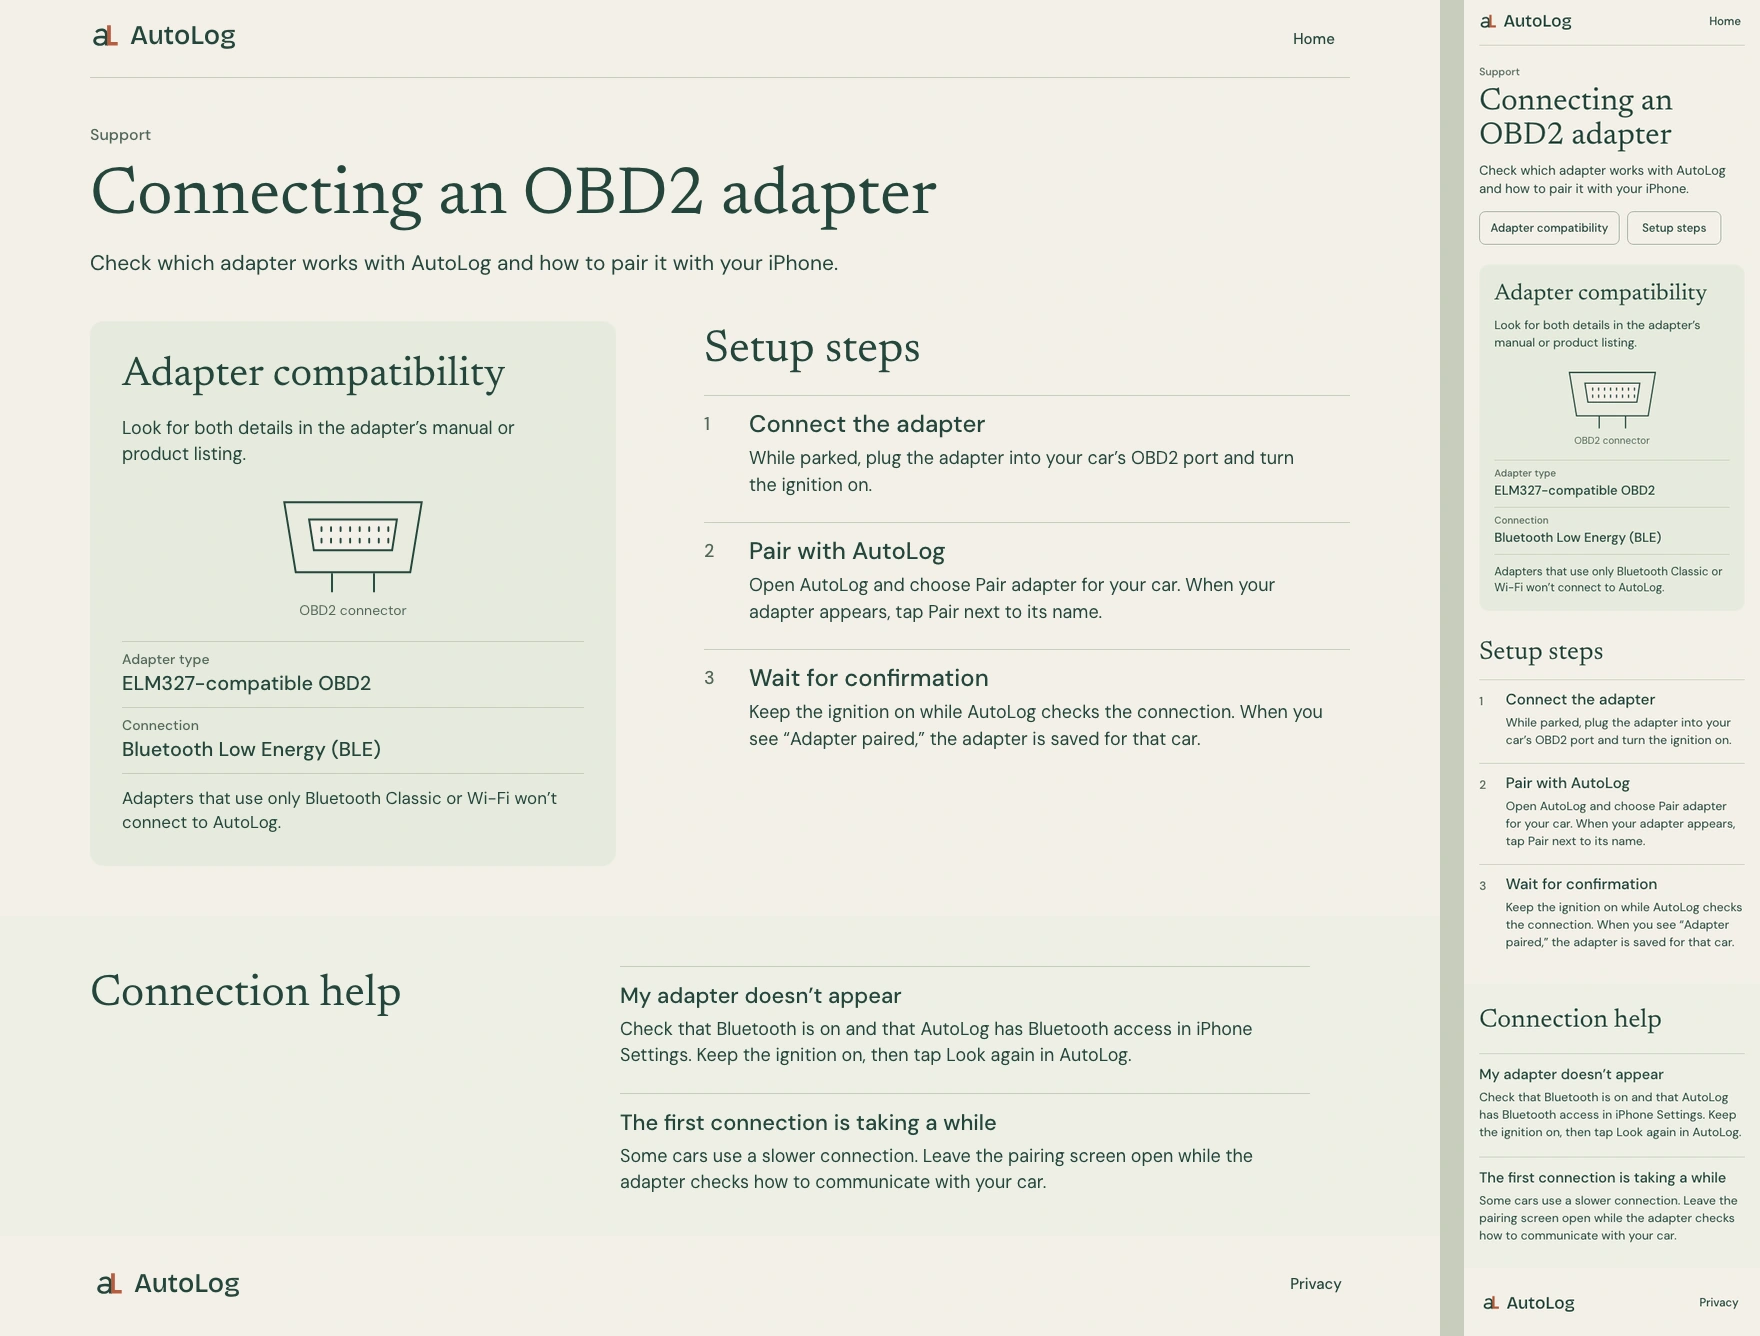 aL AutoLog
Home
Support
Connecting an OBD2 adapter
Check which adapter works with AutoLog and how to pair it with your iPhone.
Adapter compatibility
Look for both details in the adapter’s manual or
product listing.
OBD2 connector
Adapter type
ELM327-compatible OBD2
Connection
Bluetooth Low Energy (BLE)
Adapters that use only Bluetooth Classic or Wi-Fi won’t
connect to AutoLog.
Setup steps
1 Connect the adapter
While parked, plug the adapter into your car’s OBD2 port and turn
the ignition on.
2 Pair with AutoLog
Open AutoLog and choose Pair adapter for your car. When your
adapter appears, tap Pair next to its name.
3 Wait for confirmation
Keep the ignition on while AutoLog checks the connection. When you
see “Adapter paired,” the adapter is saved for that car.
Connection help
My adapter doesn’t appear
Check that Bluetooth is on and that AutoLog has Bluetooth access in iPhone
Settings. Keep the ignition on, then tap Look again in AutoLog.
The first connection is taking a while
Some cars use a slower connection. Leave the pairing screen open while the
adapter checks how to communicate with your car.
aL AutoLog
Privacy
aL AutoLog
Home
Support
Connecting an
OBD2 adapter
Check which adapter works with AutoLog
and how to pair it with your iPhone.
Adapter compatibility
Setup steps
Adapter compatibility
Look for both details in the adapter’s
manual or product listing.
OBD2 connector
Adapter type
ELM327-compatible OBD2
Connection
Bluetooth Low Energy (BLE)
Adapters that use only Bluetooth Classic or
Wi-Fi won’t connect to AutoLog.
Setup steps
1 Connect the adapter
While parked, plug the adapter into your
car’s OBD2 port and turn the ignition on.
2 Pair with AutoLog
Open AutoLog and choose Pair adapter
for your car. When your adapter appears,
tap Pair next to its name.
3 Wait for confirmation
Keep the ignition on while AutoLog checks
the connection. When you see “Adapter
paired,” the adapter is saved for that car.
Connection help
My adapter doesn’t appear
Check that Bluetooth is on and that AutoLog
has Bluetooth access in iPhone Settings. Keep
the ignition on, then tap Look again in AutoLog.
The first connection is taking a while
Some cars use a slower connection. Leave the
pairing screen open while the adapter checks
how to communicate with your car.
aL AutoLog
Privacy